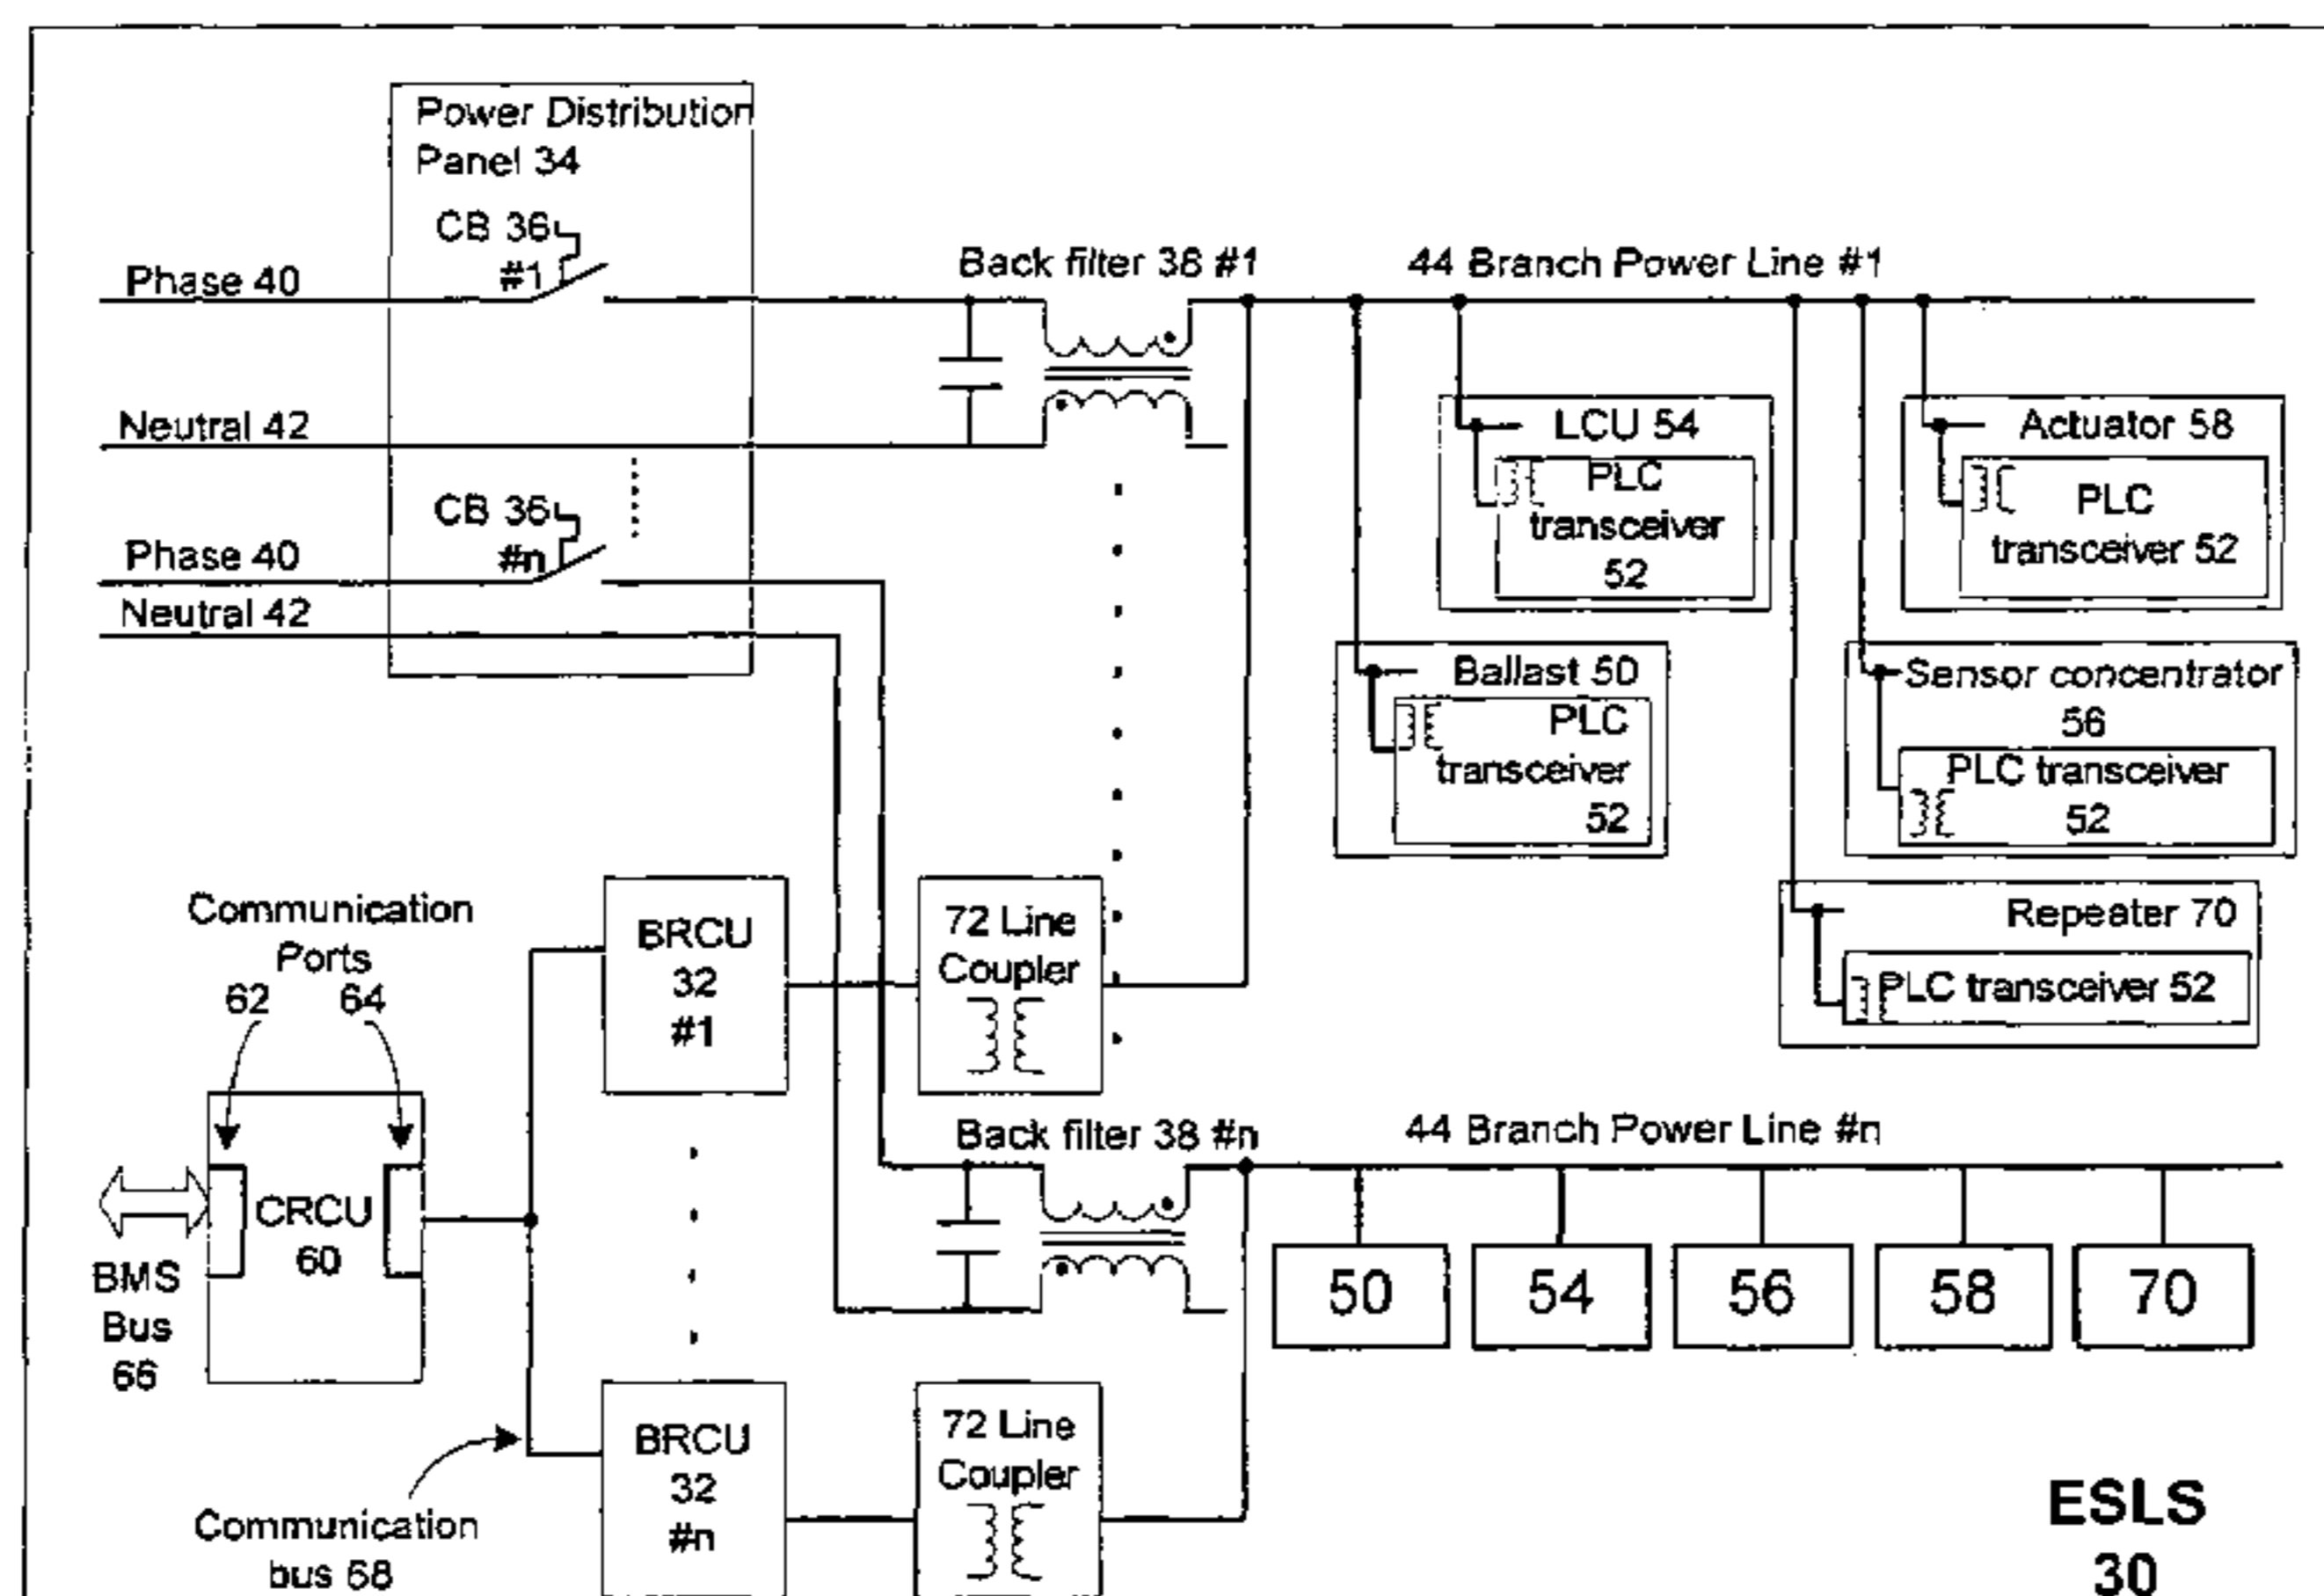 Power Distribution
Panel 34
CB 36
#1
Phase 40
Back filter 38 #1
44 Branch Power Line #1
Neutral 42
LCU 54
PLC
transceiver
52
Actuator 58
PLC
transceiver 52
CB 36
#n
Phase 40
Neutral 42
Ballast 50
PLC
transceiver
52
Sensor concentrator
56
PLC transceiver
52
Repeater 70
PLC transceiver 52
Communication
Ports
62 64
BRCU
32
#1
72 Line
Coupler
CRCU
60
BMS
Bus
66
Back filter 38 #n
44 Branch Power Line #n
50 54 56 58 70
BRCU
32
#n
72 Line
Coupler
Communication
bus 68
ESLS
30